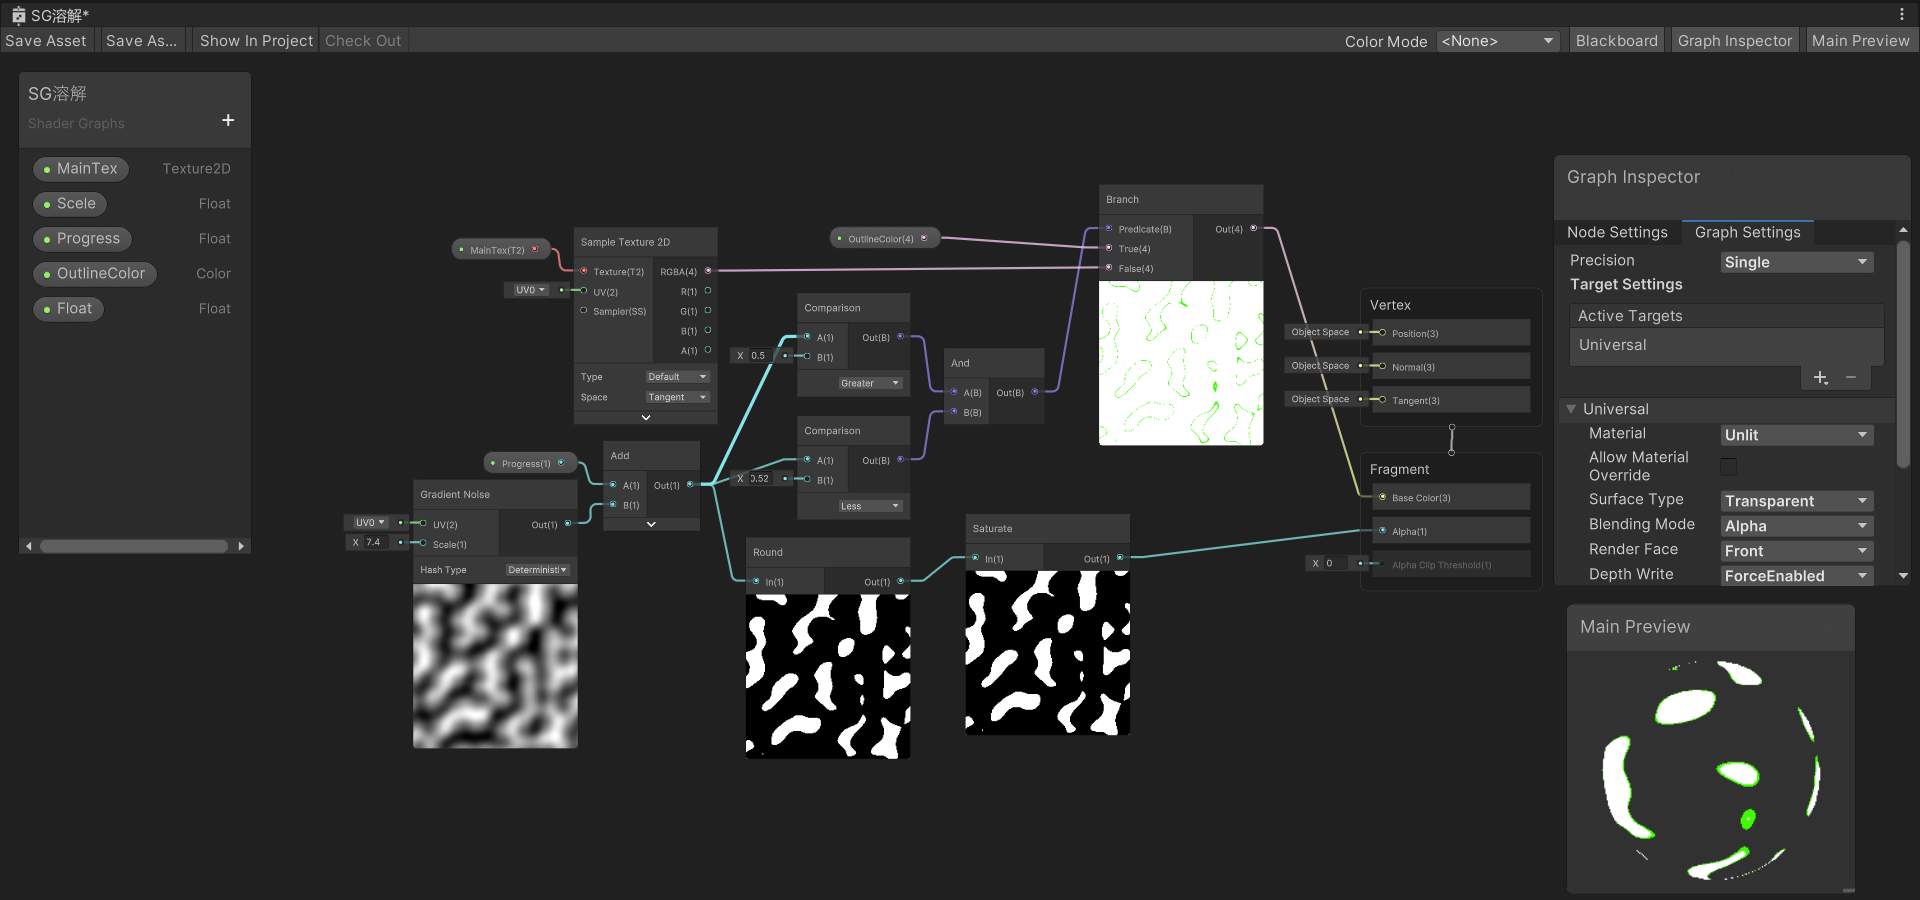 SG溶解*
Save Asset
Save As...
Show In Project
Check Out
Color Mode
<None>
Blackboard
Graph Inspector
Main Preview
SG溶解
Shader Graphs
+
MainTex Texture2D
Scele Float
Progress Float
OutlineColor Color
Float Float
MainTex(T2)
UV0
Sample Texture 2D
Texture(T2) RGBA(4)
UV(2) R(1)
Sampler(SS) G(1)
B(1)
A(1)
Type Default
Space Tangent
OutlineColor(4)
Branch
Predicate(B) Out(4)
True(4)
False(4)
Comparison
A(1) Out(B)
X 0.5 B(1)
Greater
And
A(B) Out(B)
B(B)
Comparison
A(1) Out(B)
X 0.52 B(1)
Less
Progress(1)
Add
A(1) Out(1)
B(1)
Gradient Noise
UV0 UV(2) Out(1)
X 7.4 Scale(1)
Hash Type Deterministi
Round
In(1) Out(1)
Saturate
In(1) Out(1)
Vertex
Object Space Position(3)
Object Space Normal(3)
Object Space Tangent(3)
Fragment
Base Color(3)
Alpha(1)
X 0 Alpha Clip Threshold(1)
Graph Inspector
Node Settings Graph Settings
Precision Single
Target Settings
Active Targets
Universal
Universal
Material Unlit
Allow Material
Override
Surface Type Transparent
Blending Mode Alpha
Render Face Front
Depth Write ForceEnabled
Main Preview